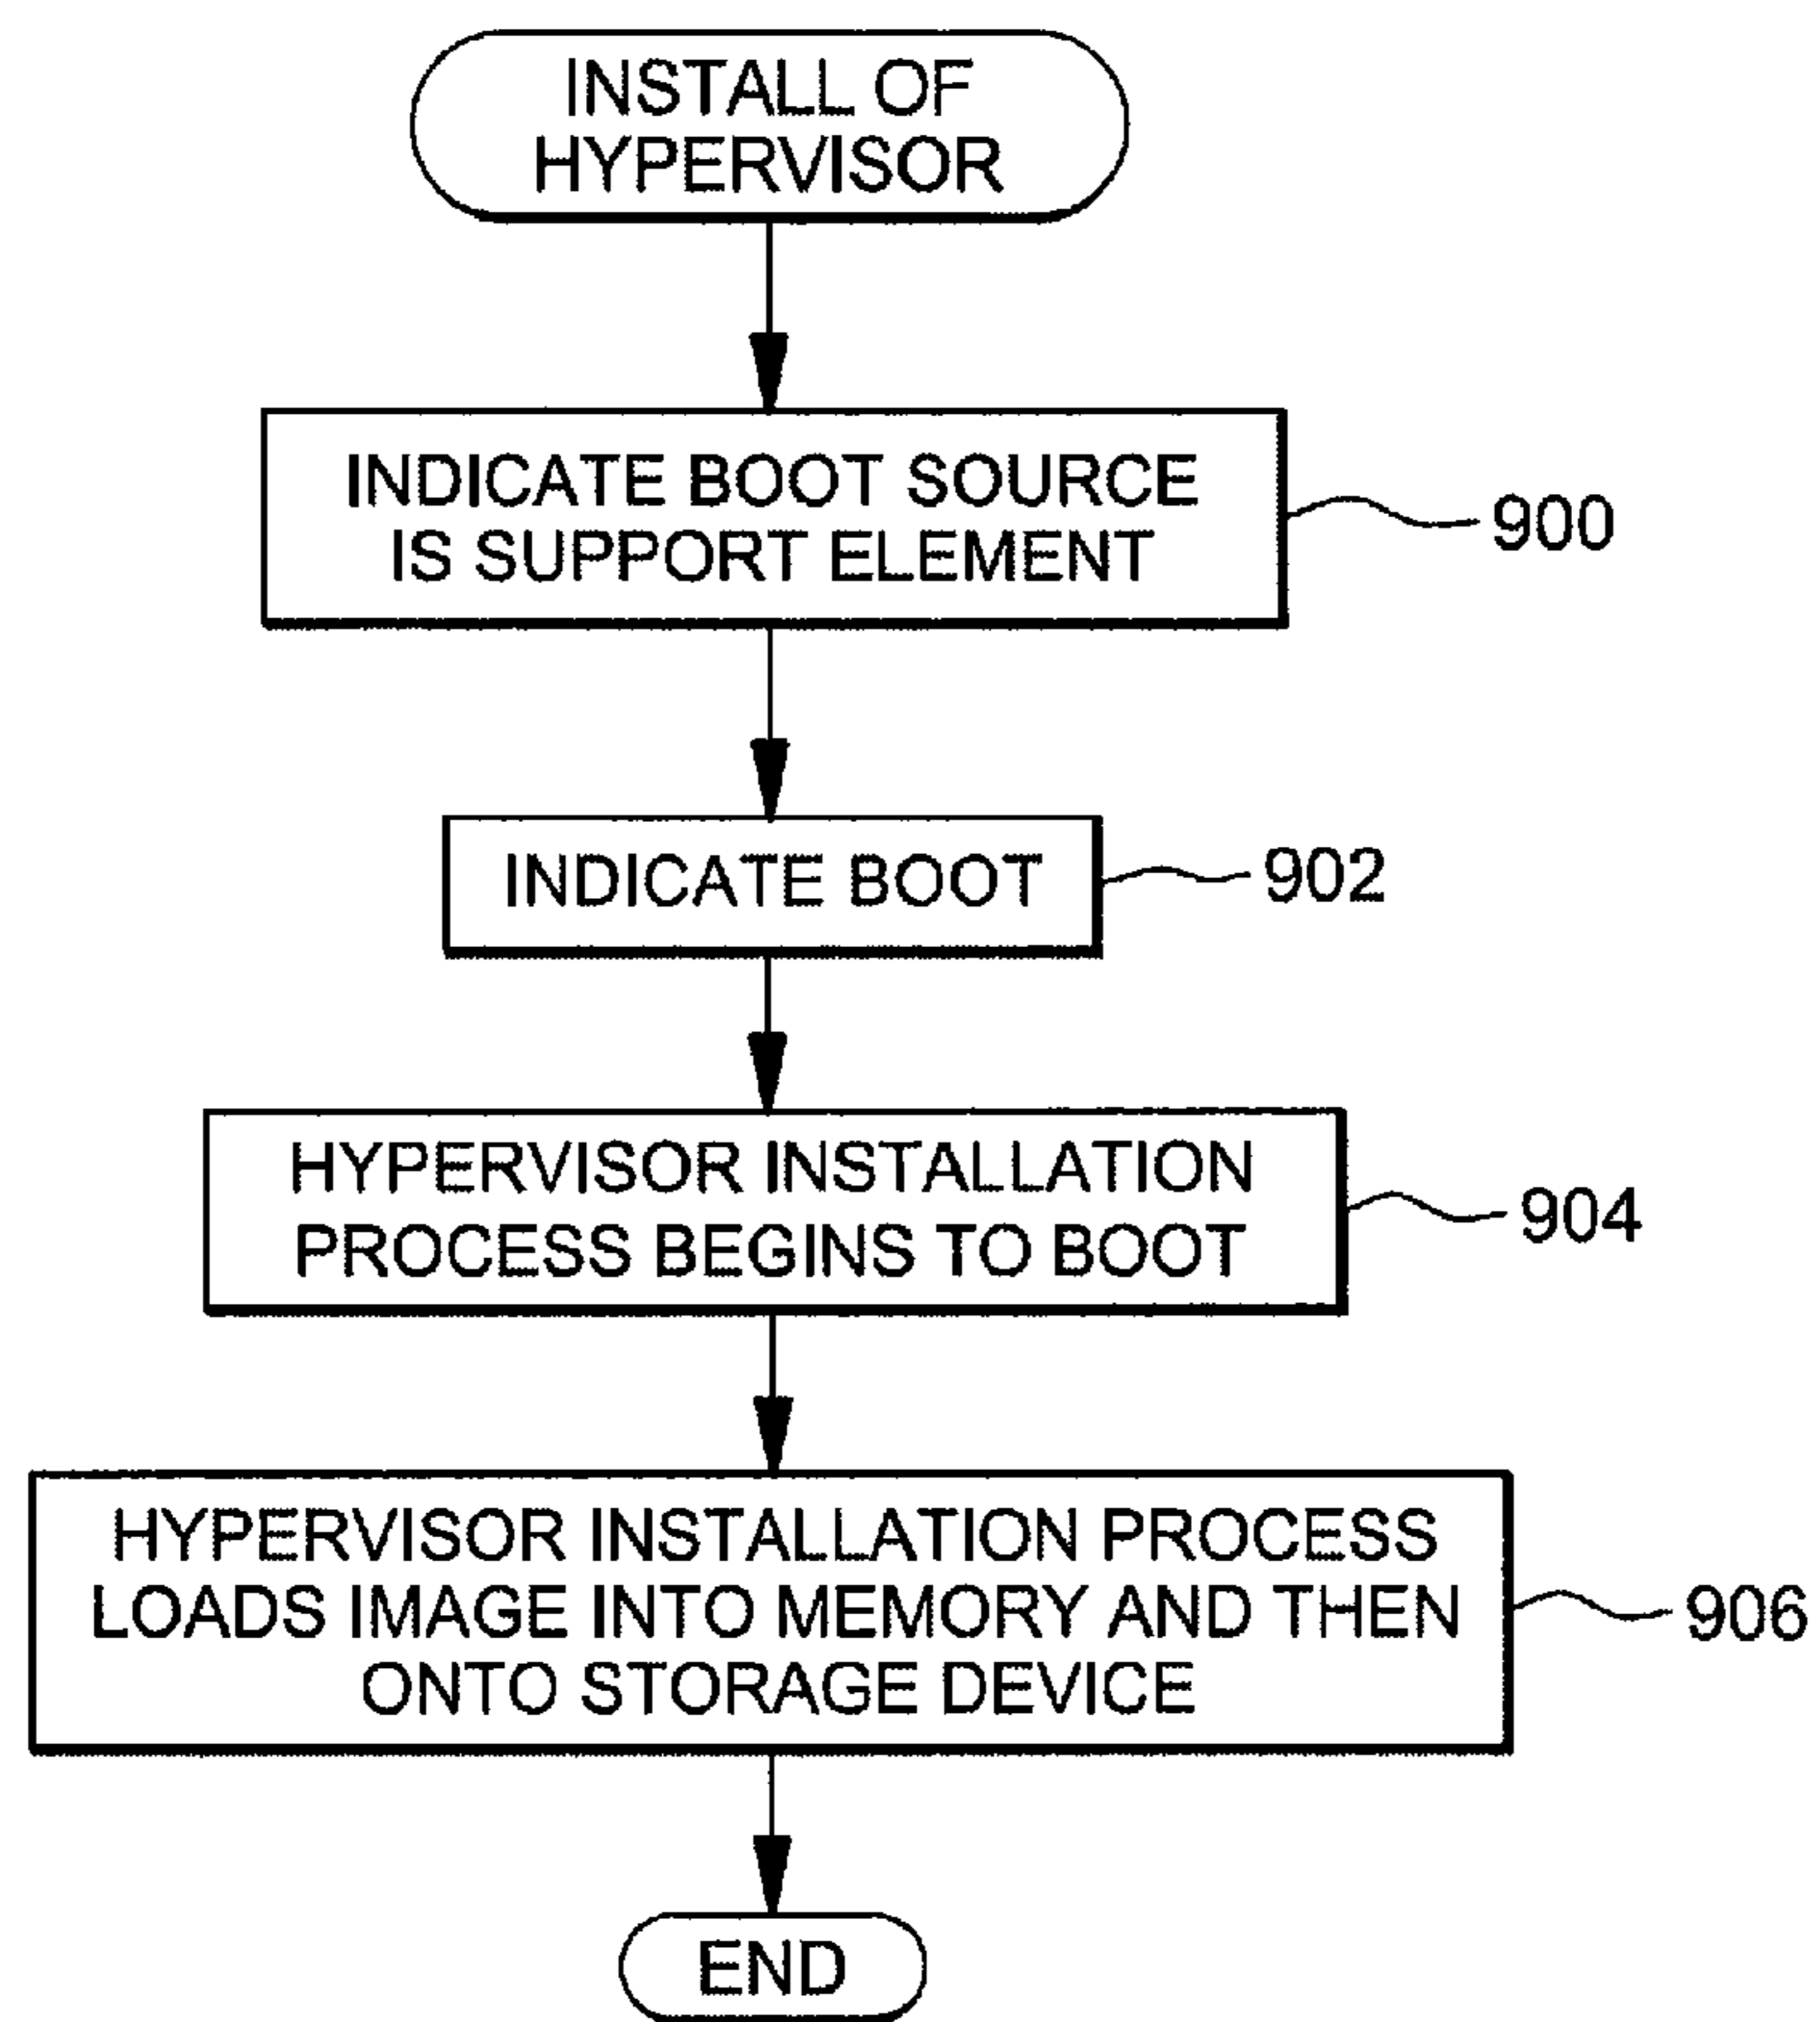 INSTALL OF
HYPERVISOR
INDICATE BOOT SOURCE
IS SUPPORT ELEMENT
900
INDICATE BOOT
902
HYPERVISOR INSTALLATION
PROCESS BEGINS TO BOOT
904
HYPERVISOR INSTALLATION PROCESS
LOADS IMAGE INTO MEMORY AND THEN
ONTO STORAGE DEVICE
906
END